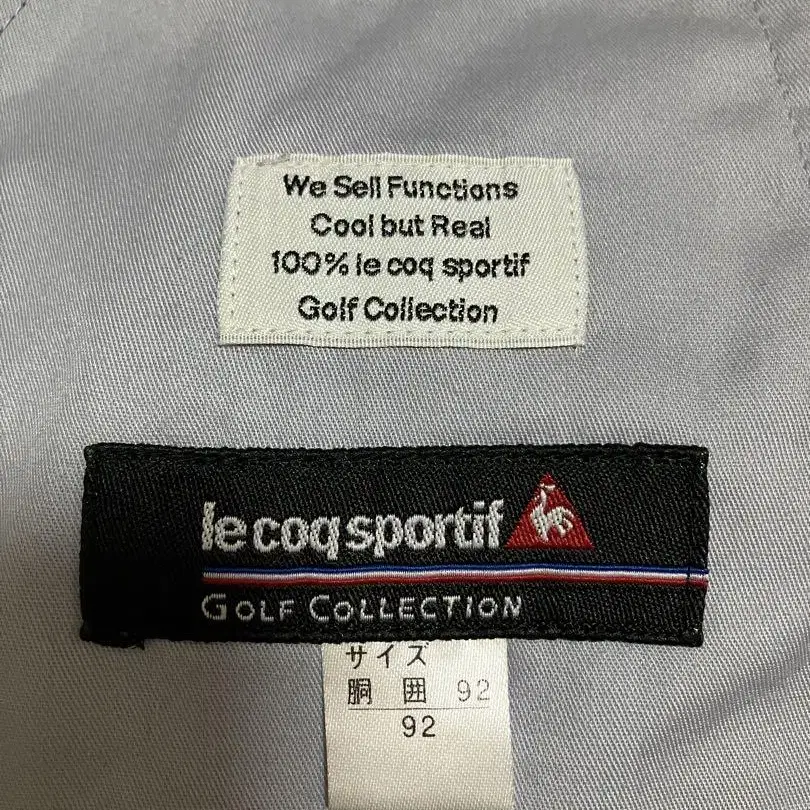 We Sell Functions
Cool but Real
100% le coq sportif
Golf Collection
le coq sportif
GOLF COLLECTION
サイズ
胴 囲 92
92